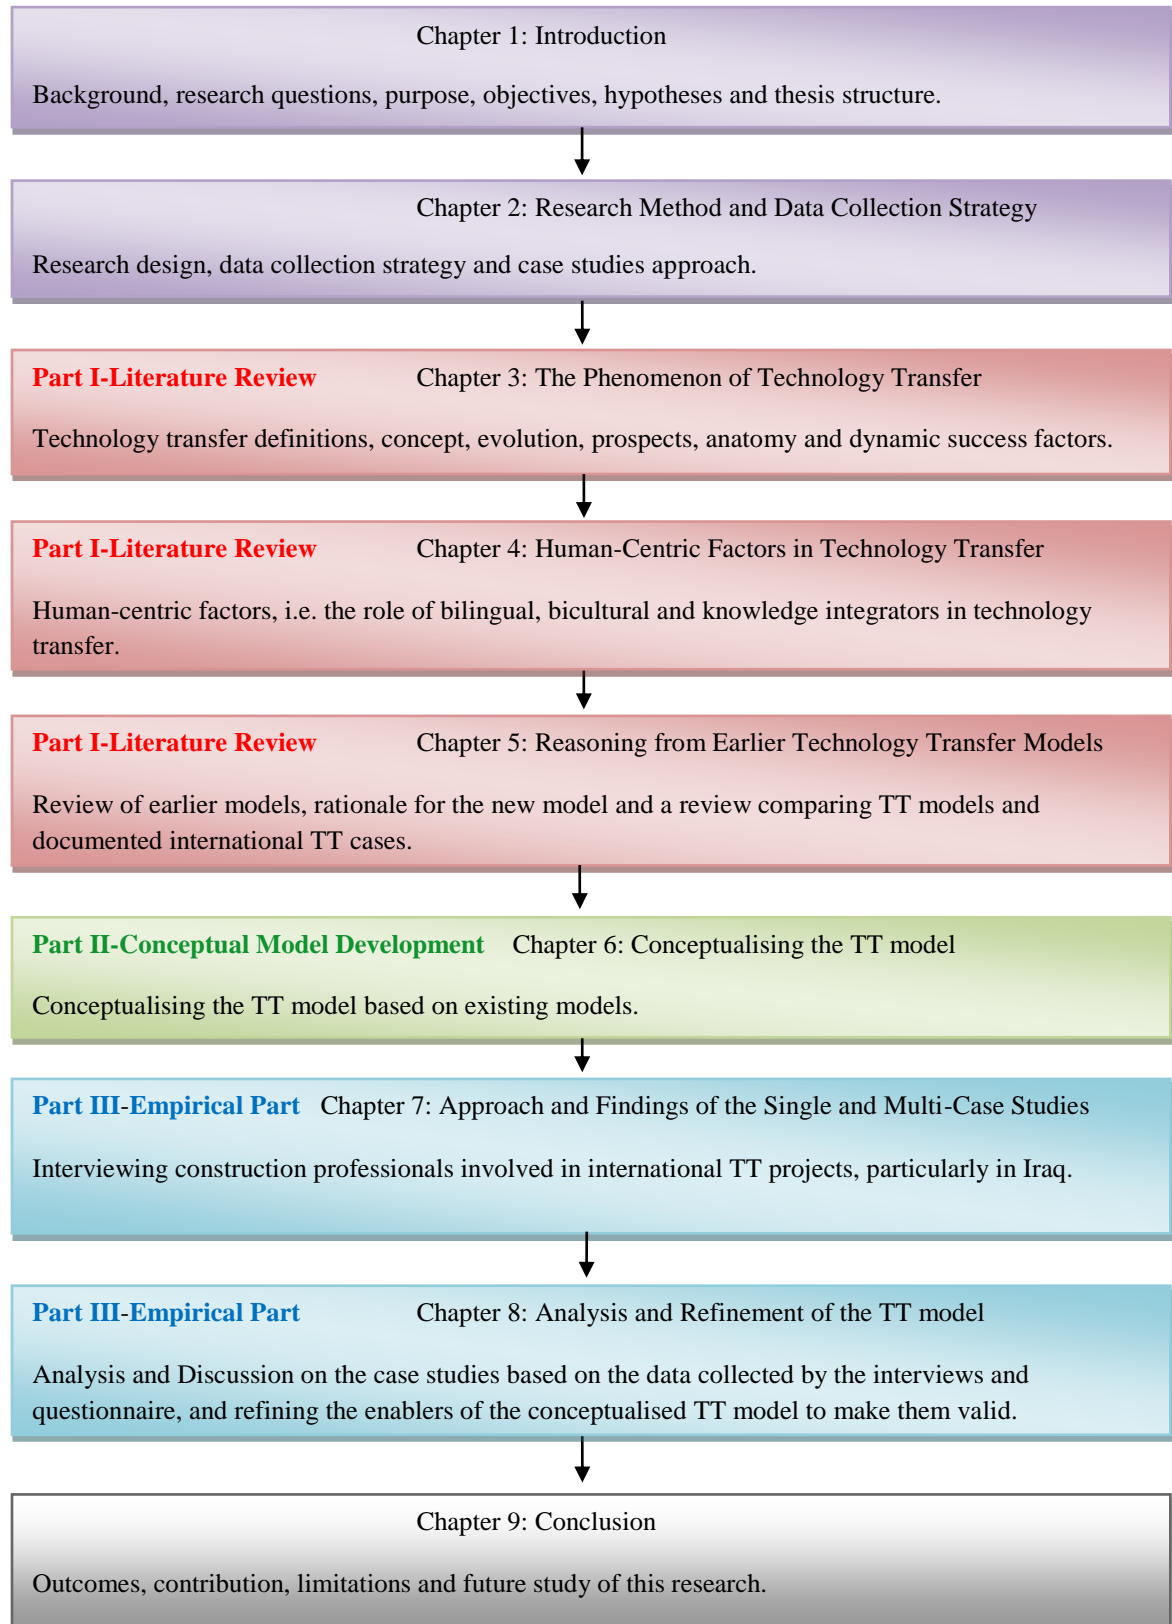 Chapter 1: Introduction
Background, research questions, purpose, objectives, hypotheses and thesis structure.
Chapter 2: Research Method and Data Collection Strategy
Research design, data collection strategy and case studies approach.
Part I-Literature Review Chapter 3: The Phenomenon of Technology Transfer
Technology transfer definitions, concept, evolution, prospects, anatomy and dynamic success factors.
Part I-Literature Review Chapter 4: Human-Centric Factors in Technology Transfer
Human-centric factors, i.e. the role of bilingual, bicultural and knowledge integrators in technology
transfer.
Part I-Literature Review Chapter 5: Reasoning from Earlier Technology Transfer Models
Review of earlier models, rationale for the new model and a review comparing TT models and
documented international TT cases.
Part II-Conceptual Model Development Chapter 6: Conceptualising the TT model
Conceptualising the TT model based on existing models.
Part III-Empirical Part Chapter 7: Approach and Findings of the Single and Multi-Case Studies
Interviewing construction professionals involved in international TT projects, particularly in Iraq.
Part III-Empirical Part Chapter 8: Analysis and Refinement of the TT model
Analysis and Discussion on the case studies based on the data collected by the interviews and
questionnaire, and refining the enablers of the conceptualised TT model to make them valid.
Chapter 9: Conclusion
Outcomes, contribution, limitations and future study of this research.